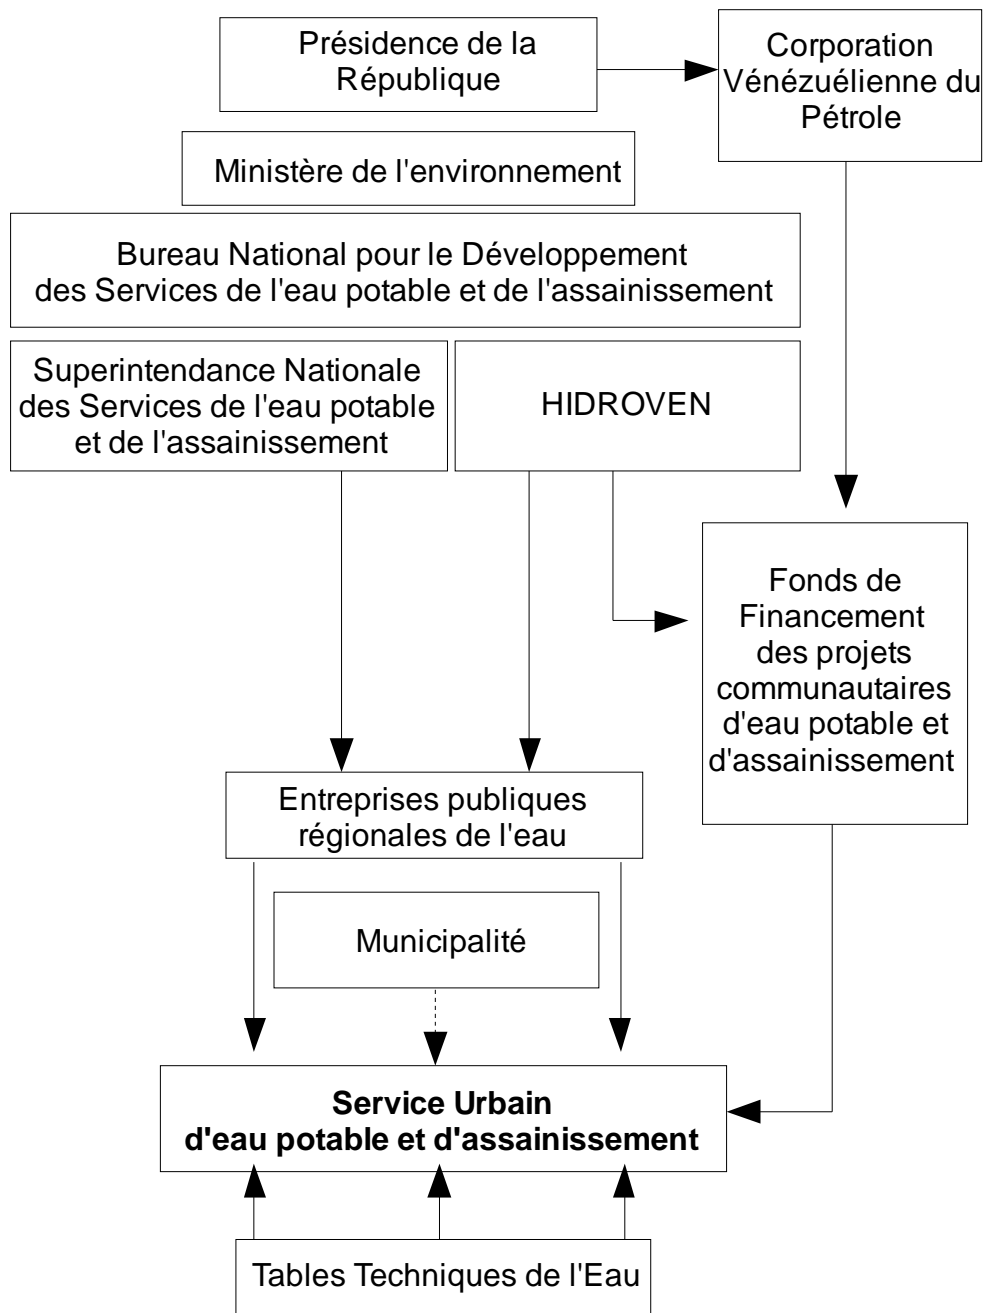 Présidence de la
République
Corporation
Vénézuélienne du
Pétrole
Ministère de l'environnement
Bureau National pour le Développement
des Services de l'eau potable et de l'assainissement
Superintendance Nationale
des Services de l'eau potable
et de l'assainissement
HIDROVEN
Fonds de
Financement
des projets
communautaires
d'eau potable et
d'assainissement
Entreprises publiques
régionales de l'eau
Municipalité
Service Urbain
d'eau potable et d'assainissement
Tables Techniques de l'Eau